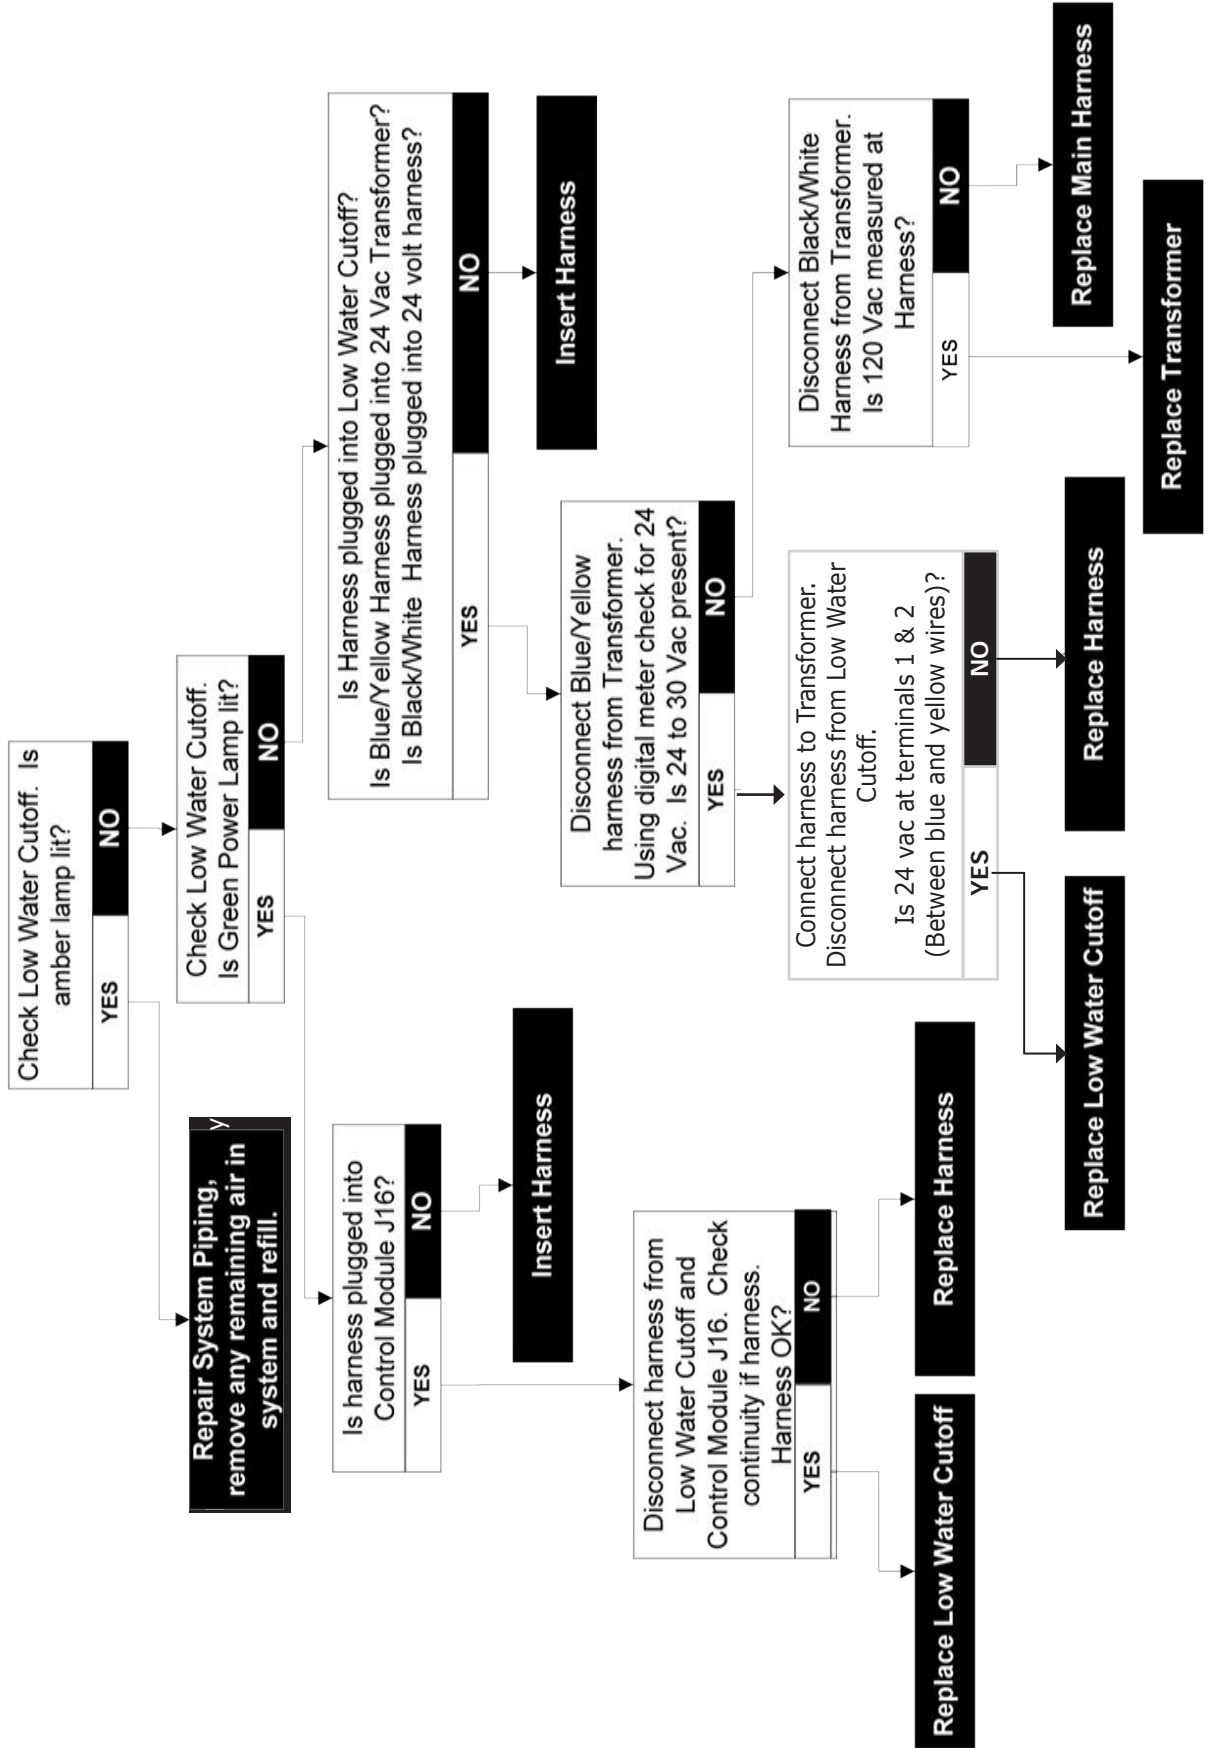 Check Low Water Cutoff.  Is
amber lamp lit?
YES
NO
Repair System Piping,
remove any remaining air in
system and refill.
y
Check Low Water Cutoff.
Is Green Power Lamp lit?
YES
NO
Is harness plugged into
Control Module J16?
YES
NO
Insert Harness
Is Harness plugged into Low Water Cutoff?
Is Blue/Yellow Harness plugged into 24 Vac Transformer?
Is Black/White  Harness plugged into 24 volt harness?
YES
NO
Insert Harness
Disconnect harness from
Low Water Cutoff and
Control Module J16.  Check
continuity if harness.
Harness OK?
YES
NO
Replace Low Water Cutoff
Replace Harness
Disconnect Blue/Yellow
harness from Transformer.
Using digital meter check for 24
Vac.  Is 24 to 30 Vac present?
YES
NO
Connect harness to Transformer.
Disconnect harness from Low Water
Cutoff.
Is 24 vac at terminals 1 & 2
(Between blue and yellow wires)?
YES
NO
Replace Low Water Cutoff
Replace Harness
Disconnect Black/White
Harness from Transformer.
Is 120 Vac measured at
Harness?
YES
NO
Replace Transformer
Replace Main Harness